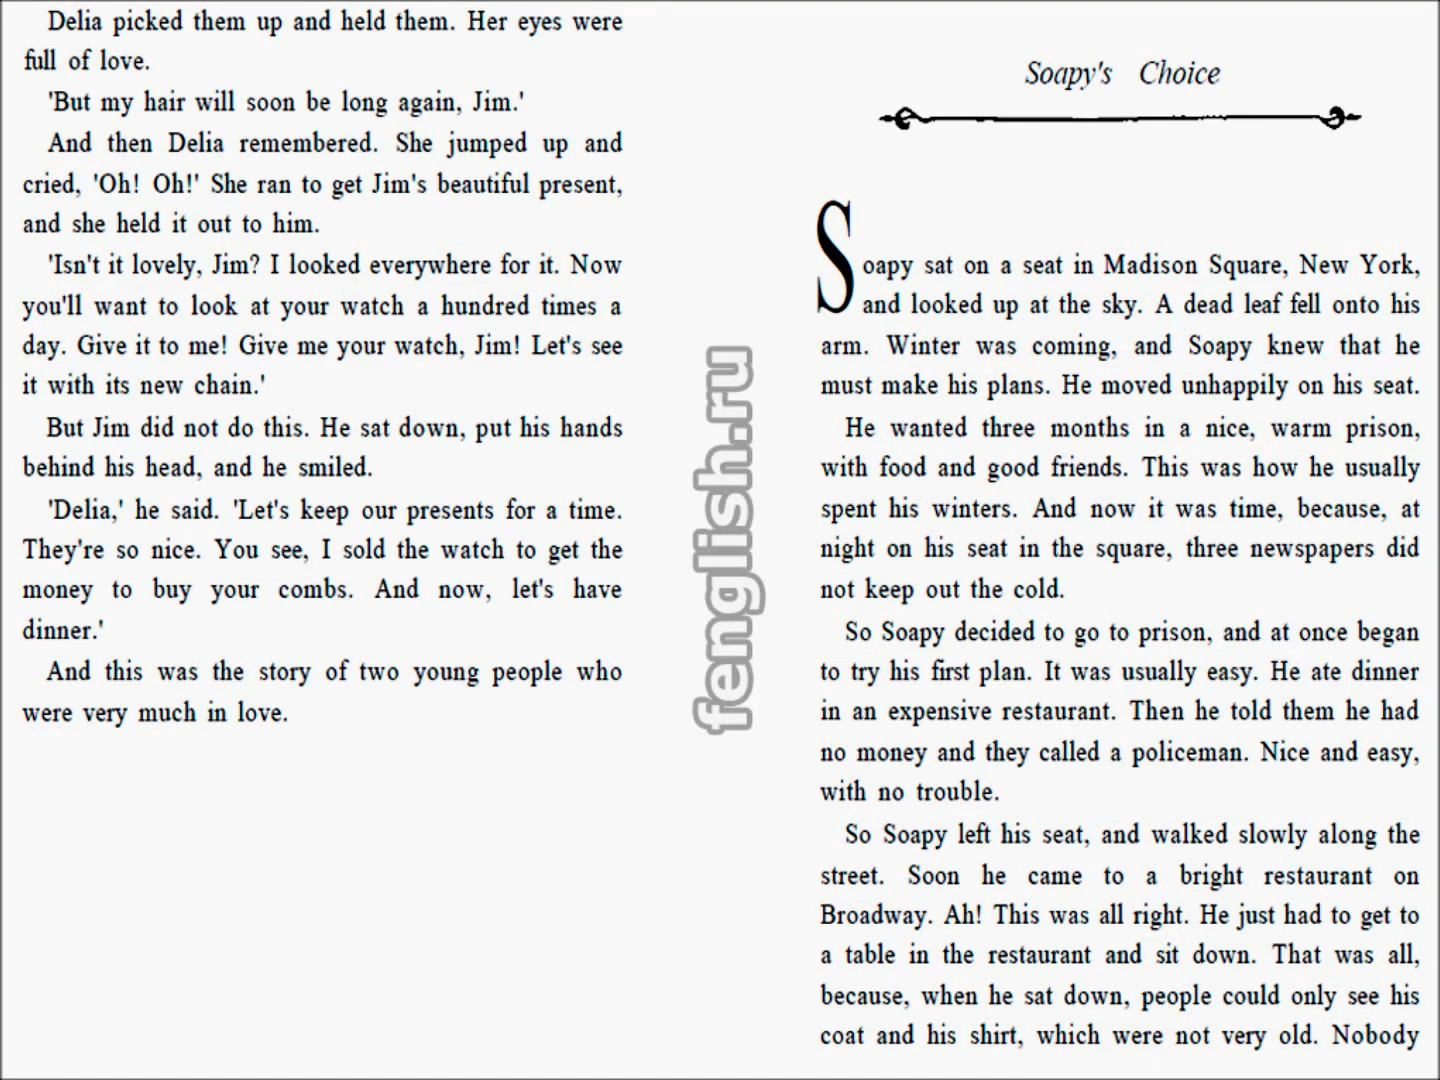 Delia picked them up and held them. Her eyes were
full of love.
'But my hair will soon be long again, Jim.'
And then Delia remembered. She jumped up and
cried, 'Oh! Oh!' She ran to get Jim's beautiful present,
and she held it out to him.
'Isn't it lovely, Jim? I looked everywhere for it. Now
you'll want to look at your watch a hundred times a
day. Give it to me! Give me your watch, Jim! Let's see
it with its new chain.'
But Jim did not do this. He sat down, put his hands
behind his head, and he smiled.
'Delia,' he said. 'Let's keep our presents for a time.
They're so nice. You see, I sold the watch to get the
money to buy your combs. And now, let's have
dinner.'
And this was the story of two young people who
were very much in love.
fenglish.ru
Soapy's Choice
Soapy sat on a seat in Madison Square, New York,
and looked up at the sky. A dead leaf fell onto his
arm. Winter was coming, and Soapy knew that he
must make his plans. He moved unhappily on his seat.
He wanted three months in a nice, warm prison,
with food and good friends. This was how he usually
spent his winters. And now it was time, because, at
night on his seat in the square, three newspapers did
not keep out the cold.
So Soapy decided to go to prison, and at once began
to try his first plan. It was usually easy. He ate dinner
in an expensive restaurant. Then he told them he had
no money and they called a policeman. Nice and easy,
with no trouble.
So Soapy left his seat, and walked slowly along the
street. Soon he came to a bright restaurant on
Broadway. Ah! This was all right. He just had to get to
a table in the restaurant and sit down. That was all,
because, when he sat down, people could only see his
coat and his shirt, which were not very old. Nobody